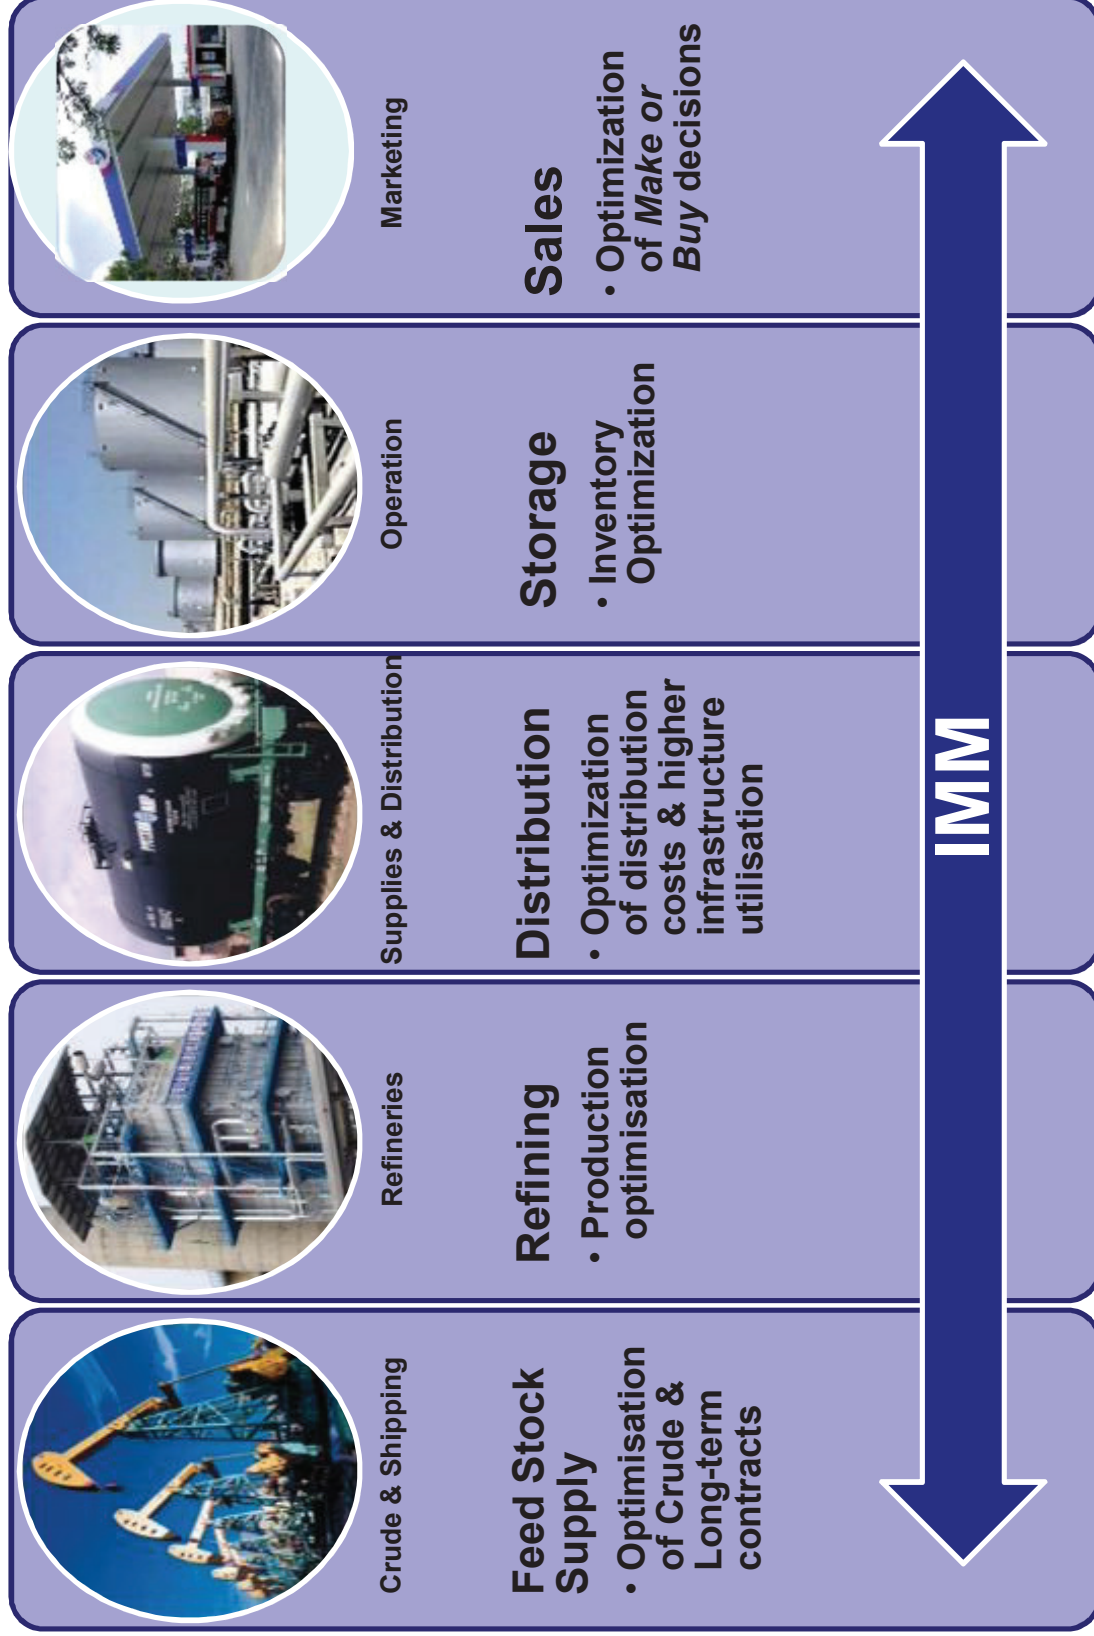 Crude & Shipping
Feed Stock
Supply
• Optimisation
of Crude &
Long-term
contracts
Refineries
Refining
• Production
optimisation
Supplies & Distribution
Distribution
• Optimization
of distribution
costs & higher
infrastructure
utilisation
Operation
Storage
• Inventory
Optimization
Marketing
Sales
• Optimization
of Make or
Buy decisions
IMM